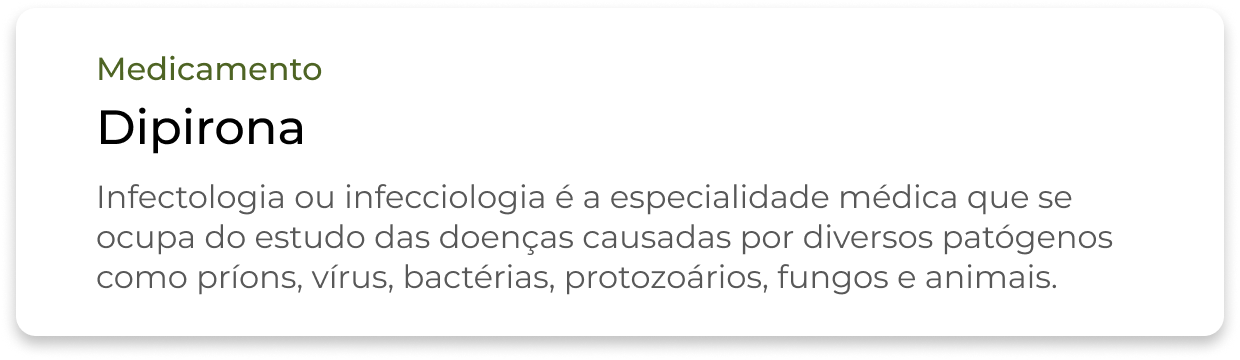 Medicamento
Dipirona
Infectologia ou infecciologia é a especialidade médica que se
ocupa do estudo das doenças causadas por diversos patógenos
como príons, vírus, bactérias, protozoários, fungos e animais.